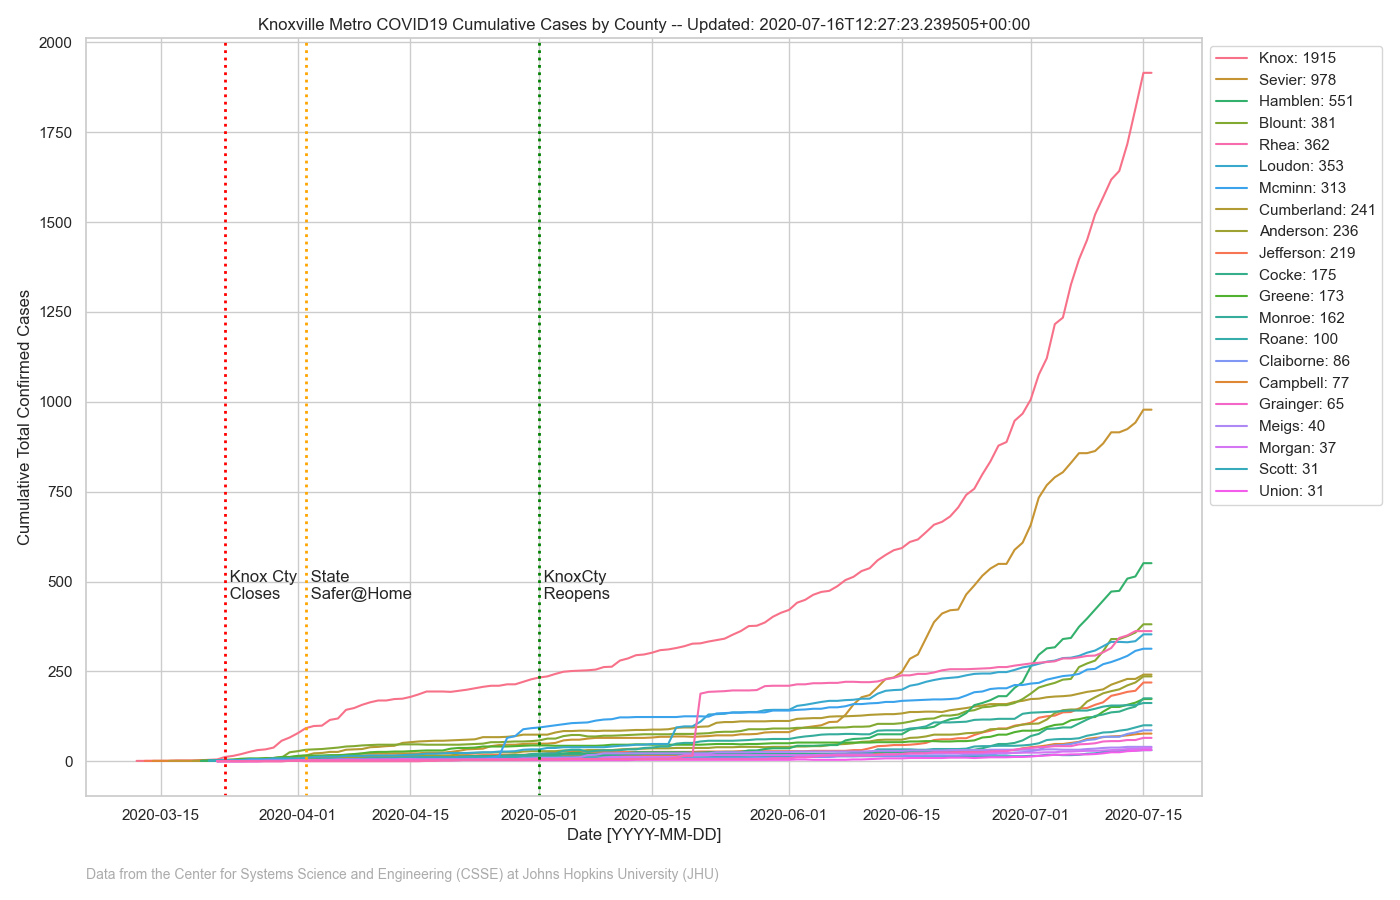 Knoxville Metro COVID19 Cumulative Cases by County -- Updated: 2020-07-16T12:27:23.239505+00:00
2000
1750
1500
1250
1000
750
500
250
0
Cumulative Total Confirmed Cases
Knox Cty
Closes
State
Safer@Home
KnoxCty
Reopens
2020-03-15
2020-04-01
2020-04-15
2020-05-01
2020-05-15
2020-06-01
2020-06-15
2020-07-01
2020-07-15
Date [YYYY-MM-DD]
Knox: 1915
Sevier: 978
Hamblen: 551
Blount: 381
Rhea: 362
Loudon: 353
Mcminn: 313
Cumberland: 241
Anderson: 236
Jefferson: 219
Cocke: 175
Greene: 173
Monroe: 162
Roane: 100
Claiborne: 86
Campbell: 77
Grainger: 65
Meigs: 40
Morgan: 37
Scott: 31
Union: 31
Data from the Center for Systems Science and Engineering (CSSE) at Johns Hopkins University (JHU)